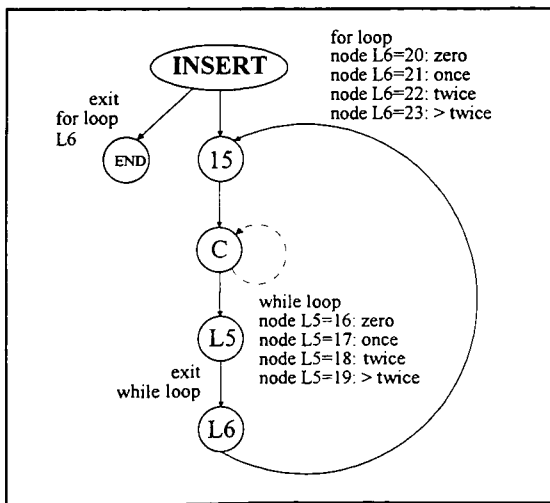 for loop
node L6=20: zero
node L6=21: once
node L6=22: twice
node L6=23: > twice
INSERT
exit
for loop
L6
END
15
C
while loop
node L5=16: zero
node L5=17: once
node L5=18: twice
node L5=19: > twice
L5
exit
while loop
L6